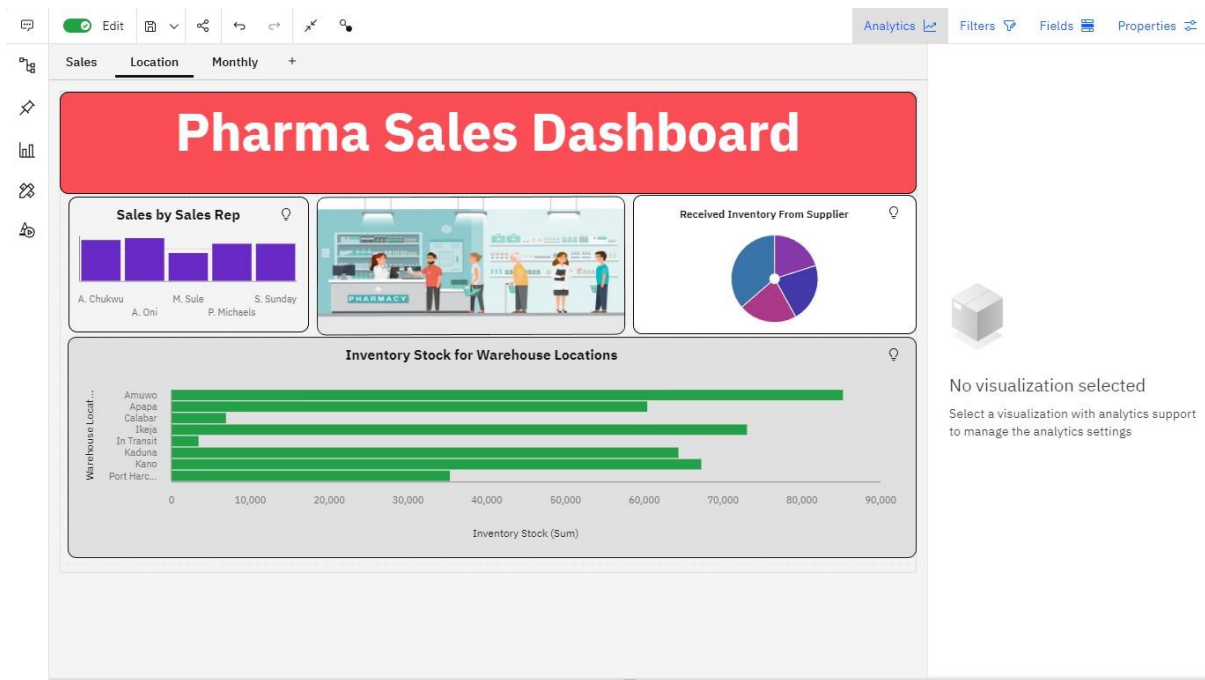 Edit
Analytics Filters Fields Properties
Sales Location Monthly +
Pharma Sales Dashboard
Sales by Sales Rep
A. Chukwu M. Sule S. Sunday
A. Oni P. Michaels
PHARMACY
Received Inventory From Supplier
Inventory Stock for Warehouse Locations
Warehouse Locat...
Amuwo
Apapa
Calabar
Ikeja
In Transit
Kaduna
Kano
Port Harc...
0 10,000 20,000 30,000 40,000 50,000 60,000 70,000 80,000 90,000
Inventory Stock (Sum)
No visualization selected
Select a visualization with analytics support
to manage the analytics settings